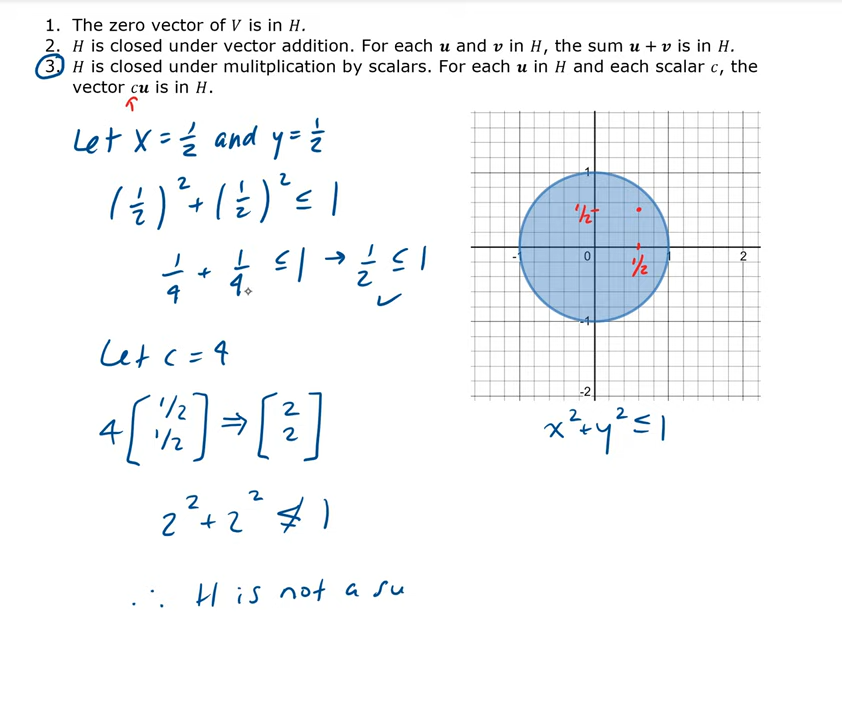 1. The zero vector of V is in H.
2. H is closed under vector addition. For each u and v in H, the sum u + v is in H.
3. H is closed under mulitplication by scalars. For each u in H and each scalar c, the
vector cu is in H.
Let x = 1/2 and y = 1/2
(1/2)² + (1/2)² ≤ 1
1/4 + 1/4 ≤ 1 → 1/2 ≤ 1
✓
Let c = 4
4 [1/2 1/2] ⇒ [2 2]
2² + 2² ≰ 1
∴ H is not a su
1
1/2
- 0 1 2
1/2
-1
-2
x² + y² ≤ 1